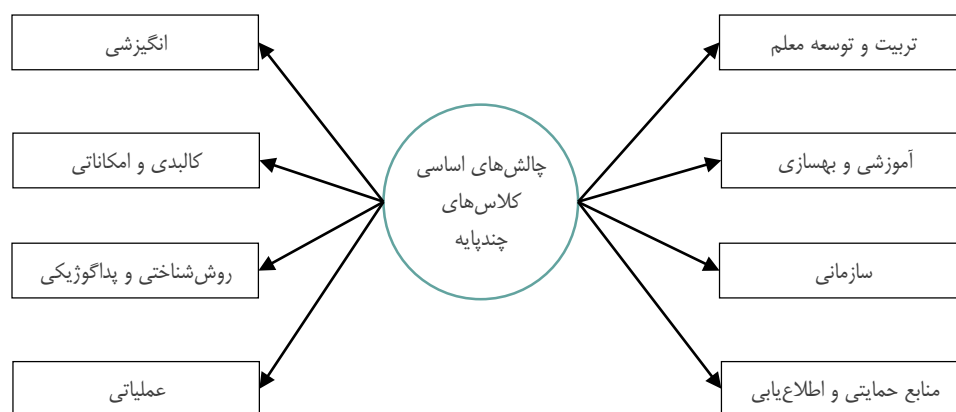 تربیت و توسعه معلم
انگیزشی
آموزشی و بهسازی
کالبدی و امکاناتی
چالش‌های اساسی
کلاس‌های
چندپایه
سازمانی
روش‌شناختی و پداگوژیکی
منابع حمایتی و اطلاع‌یابی
عملیاتی